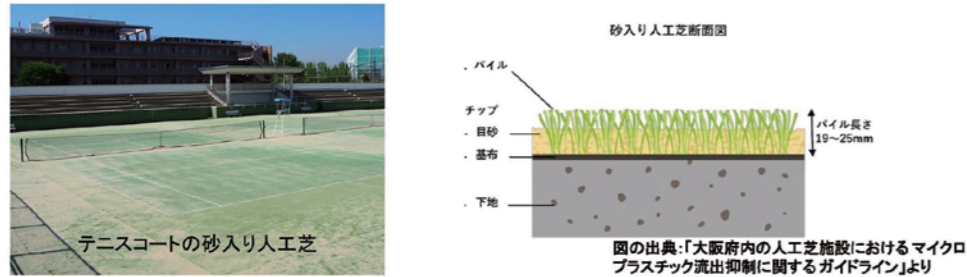 テニスコートの砂入り人工芝
砂入り人工芝断面図
. パイル
チップ
. 目砂
. 基布
. 下地
パイル長さ
19～25mm
図の出典:「大阪府内の人工芝施設におけるマイクロ
プラスチック流出抑制に関するガイドライン」より